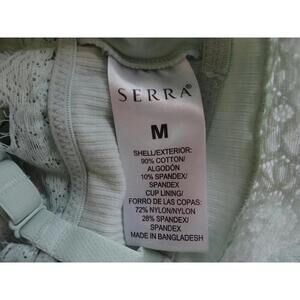 SERRA®
M
SHELL/EXTERIOR:
90% COTTON/
ALGODÓN
10% SPANDEX/
SPANDEX
CUP LINING/
FORRO DE LAS COPAS:
72% NYLON/NYLON
28% SPANDEX/
SPANDEX
MADE IN BANGLADESH